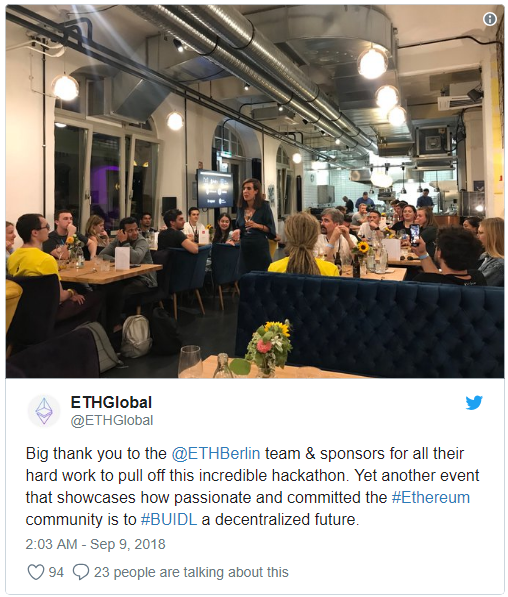 ETHGlobal
@ETHGlobal
Big thank you to the @ETHBerlin team & sponsors for all their
hard work to pull off this incredible hackathon. Yet another event
that showcases how passionate and committed the #Ethereum
community is to #BUIDL a decentralized future.
2:03 AM - Sep 9, 2018
94 23 people are talking about this